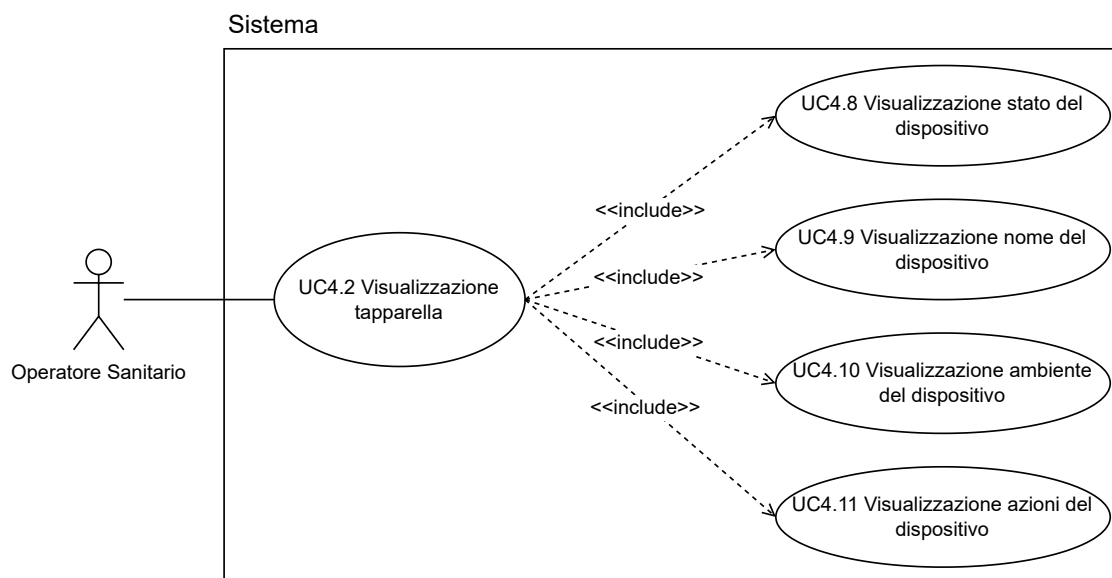 Sistema
UC4.8 Visualizzazione stato del
dispositivo
<<include>>
UC4.9 Visualizzazione nome del
dispositivo
<<include>>
UC4.2 Visualizzazione
tapparella
<<include>>
Operatore Sanitario
UC4.10 Visualizzazione ambiente
del dispositivo
<<include>>
UC4.11 Visualizzazione azioni del
dispositivo